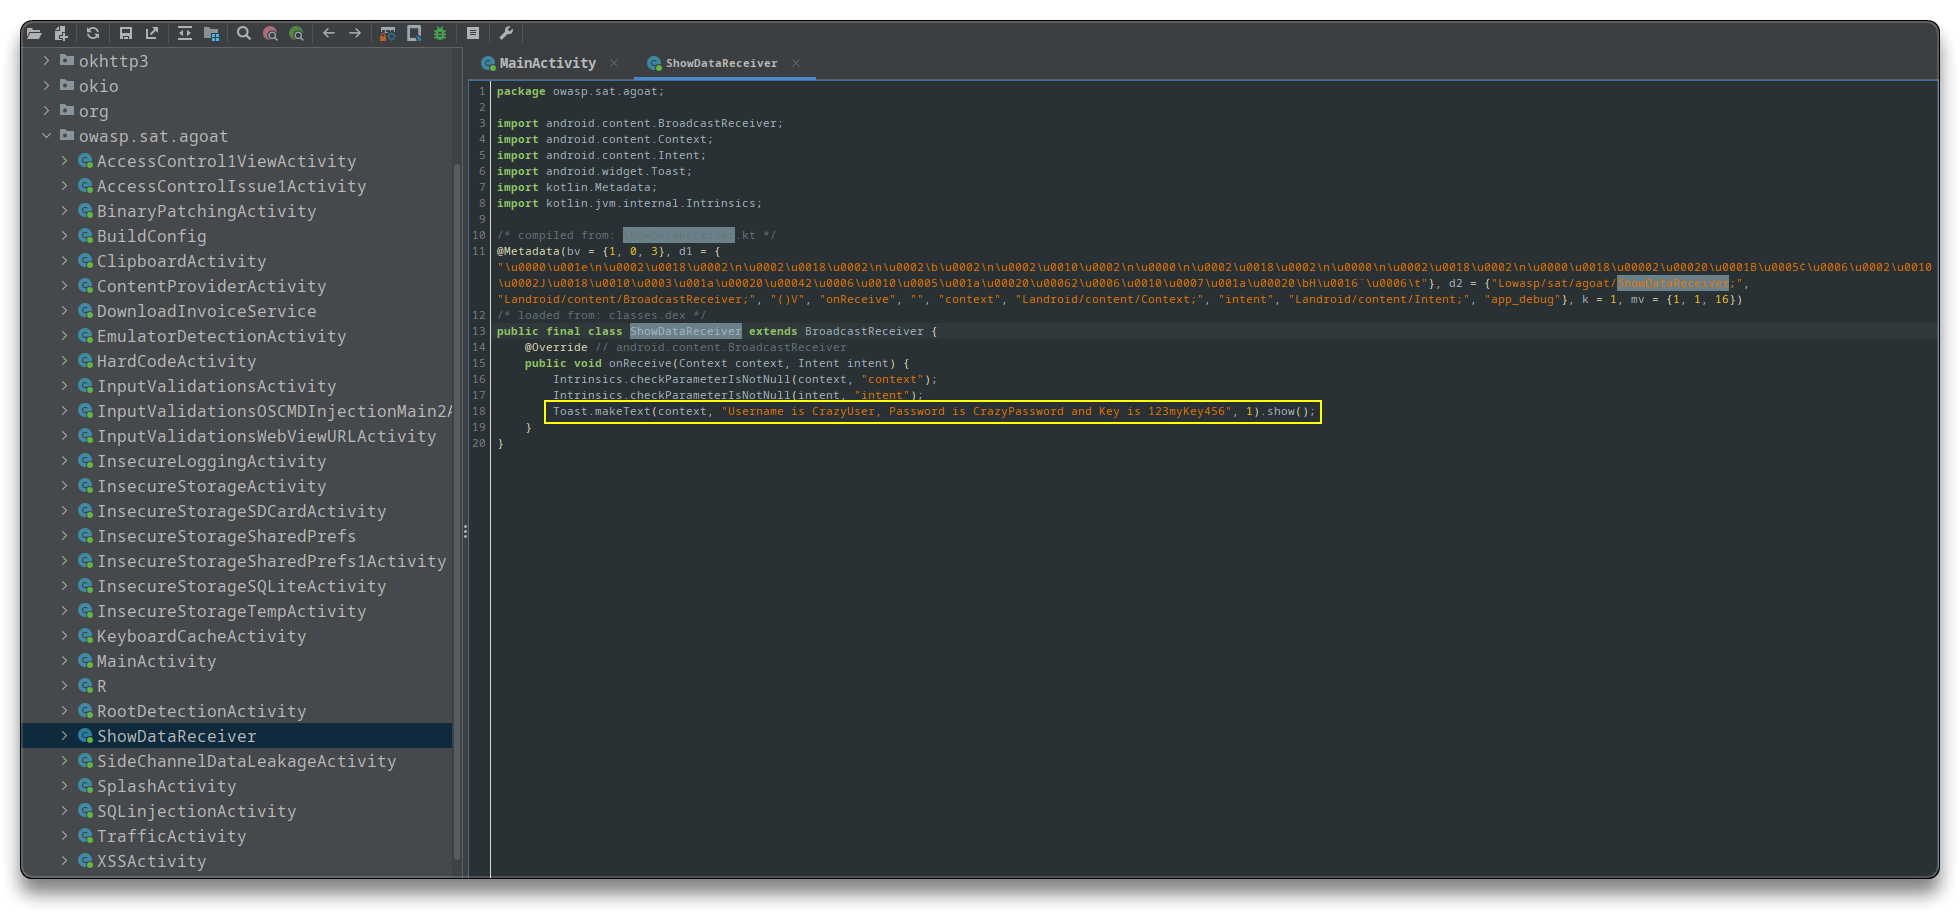 okhttp3
okio
org
owasp.sat.agoat
AccessControl1ViewActivity
AccessControlIssue1Activity
BinaryPatchingActivity
BuildConfig
ClipboardActivity
ContentProviderActivity
DownloadInvoiceService
EmulatorDetectionActivity
HardCodeActivity
InputValidationsActivity
InputValidationsOSCMDInjectionMain2A
InputValidationsWebViewURLActivity
InsecureLoggingActivity
InsecureStorageActivity
InsecureStorageSDCardActivity
InsecureStorageSharedPrefs
InsecureStorageSharedPrefs1Activity
InsecureStorageSQLiteActivity
InsecureStorageTempActivity
KeyboardCacheActivity
MainActivity
R
RootDetectionActivity
ShowDataReceiver
SideChannelDataLeakageActivity
SplashActivity
SQLinjectionActivity
TrafficActivity
XSSActivity
MainActivity × ShowDataReceiver ×
1 package owasp.sat.agoat;
2
3 import android.content.BroadcastReceiver;
4 import android.content.Context;
5 import android.content.Intent;
6 import android.widget.Toast;
7 import kotlin.Metadata;
8 import kotlin.jvm.internal.Intrinsics;
9
10 /* compiled from: ShowDataReceiver.kt */
11 @Metadata(bv = {1, 0, 3}, d1 = {
"\u0000\u001e\n\u0002\u0018\u0002\n\u0002\u0018\u0002\n\u0002\b\u0002\n\u0002\u0010\u0002\n\u0000\n\u0002\u0018\u0002\n\u0000\n\u0002\u0018\u0002\n\u0000\u0018\u00002\u00020\u0001B\u0005¢\u0006\u0002\u0010
\u0002J\u0018\u0010\u0003\u001a\u00020\u00042\u0006\u0010\u0005\u001a\u00020\u00062\u0006\u0010\u0007\u001a\u00020\bH\u0016¨\u0006\t"}, d2 = {"Lowasp/sat/agoat/ShowDataReceiver;",
"Landroid/content/BroadcastReceiver;", "()V", "onReceive", "", "context", "Landroid/content/Context;", "intent", "Landroid/content/Intent;", "app_debug"}, k = 1, mv = {1, 1, 16})
12 /* loaded from: classes.dex */
13 public final class ShowDataReceiver extends BroadcastReceiver {
14 @Override // android.content.BroadcastReceiver
15 public void onReceive(Context context, Intent intent) {
16 Intrinsics.checkParameterIsNotNull(context, "context");
17 Intrinsics.checkParameterIsNotNull(intent, "intent");
18 Toast.makeText(context, "Username is CrazyUser, Password is CrazyPassword and Key is 123myKey456", 1).show();
19 }
20 }